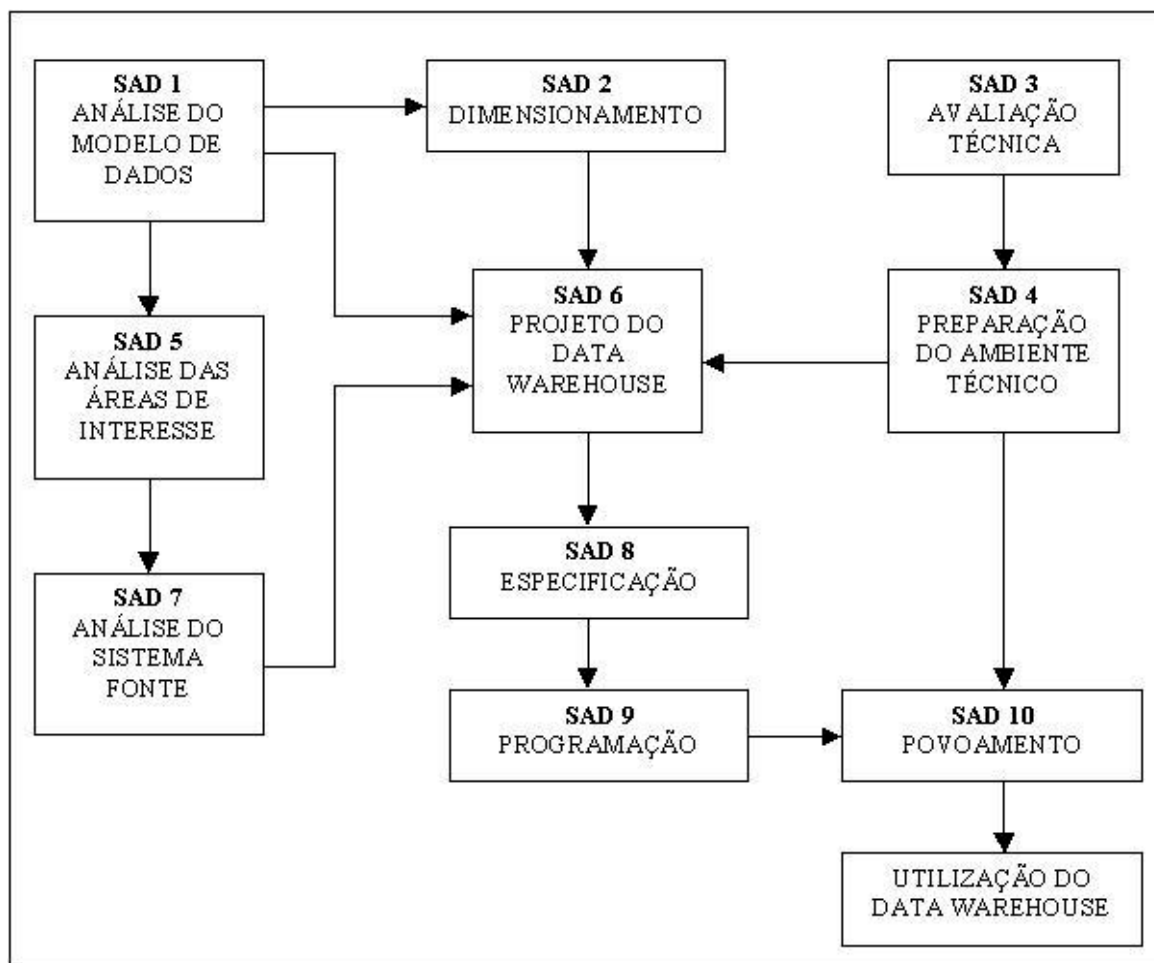 SAD 1
ANÁLISE DO
MODELO DE
DADOS
SAD 2
DIMENSIONAMENTO
SAD 3
AVALIAÇÃO
TÉCNICA
SAD 5
ANÁLISE DAS
ÁREAS DE
INTERESSE
SAD 6
PROJETO DO
DATA
WAREHOUSE
SAD 4
PREPARAÇÃO
DO AMBIENTE
TÉCNICO
SAD 7
ANÁLISE DO
SISTEMA
FONTE
SAD 8
ESPECIFICAÇÃO
SAD 9
PROGRAMAÇÃO
SAD 10
POVOAMENTO
UTILIZAÇÃO DO
DATA WAREHOUSE